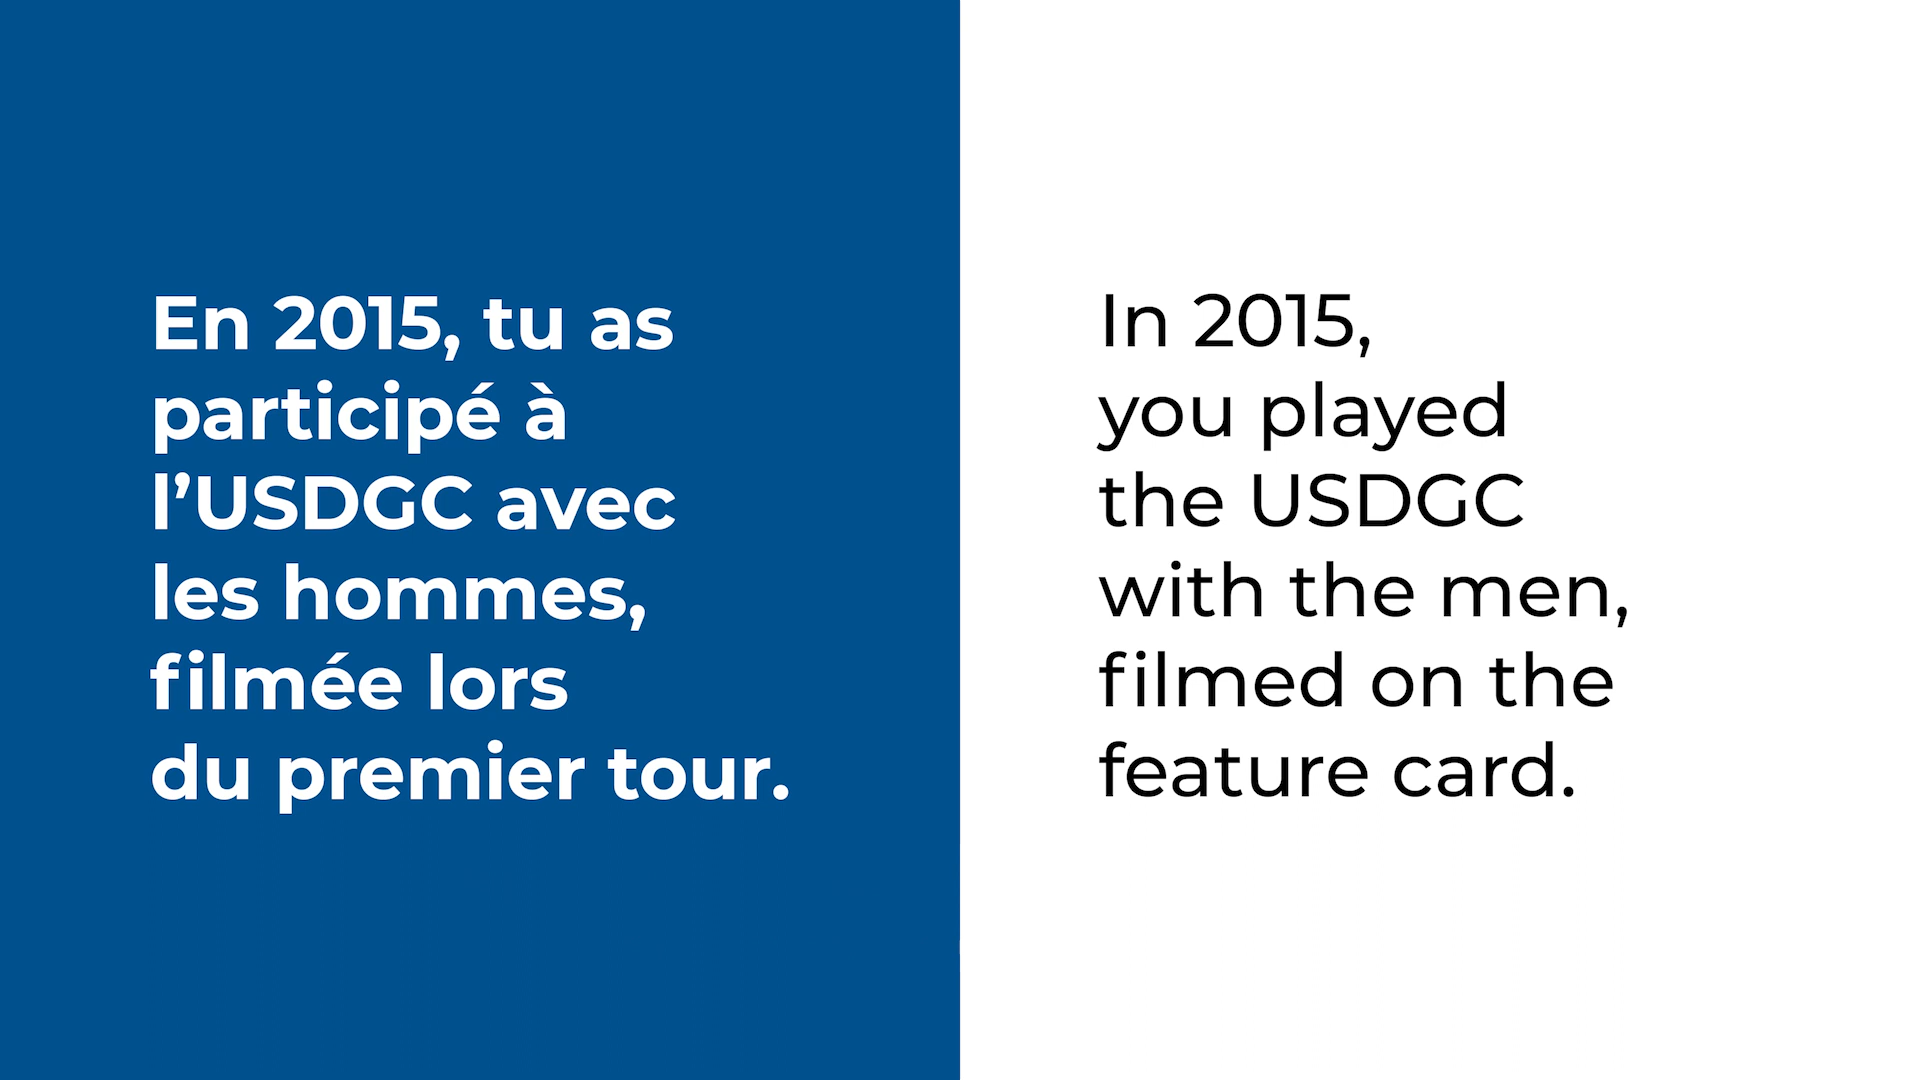 En 2015, tu as
participé à
l’USDGC avec
les hommes,
filmée lors
du premier tour.
In 2015,
you played
the USDGC
with the men,
filmed on the
feature card.